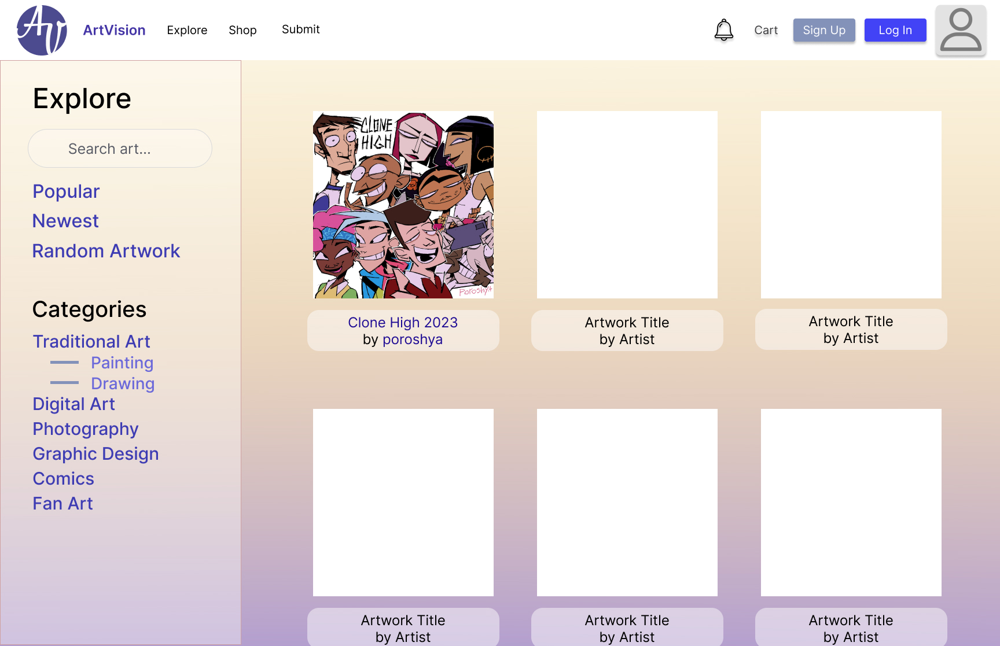 AV
ArtVision
Explore
Shop
Submit
Cart
Sign Up
Log In
Explore
Search art...
Popular
Newest
Random Artwork
Categories
Traditional Art
Painting
Drawing
Digital Art
Photography
Graphic Design
Comics
Fan Art
CLONE
HIGH
Poroshy.t
Clone High 2023
by poroshya
Artwork Title
by Artist
Artwork Title
by Artist
Artwork Title
by Artist
Artwork Title
by Artist
Artwork Title
by Artist